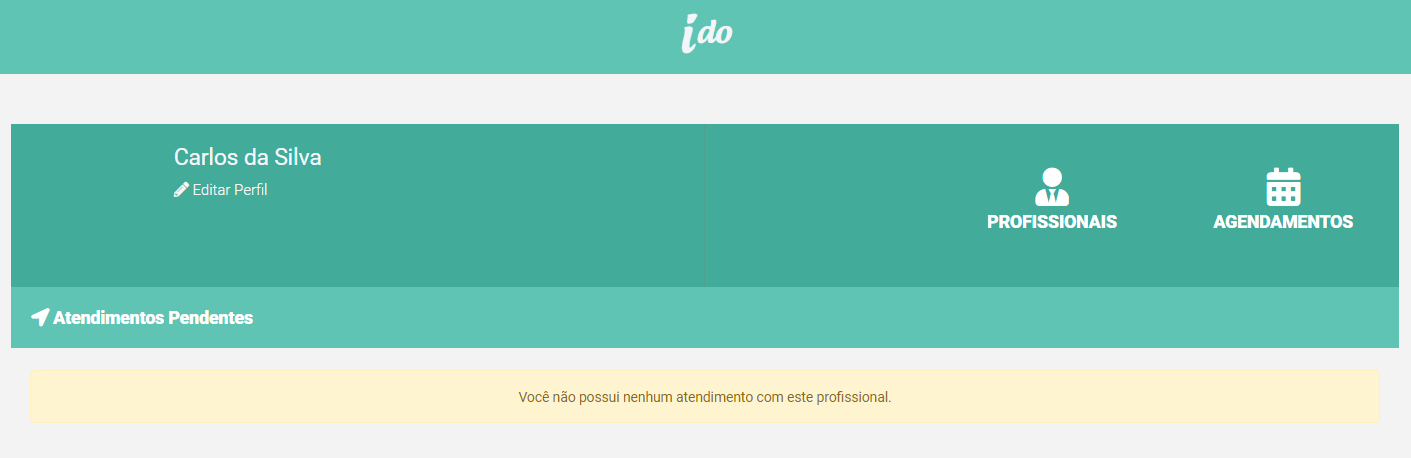 ido
Carlos da Silva
Editar Perfil
PROFISSIONAIS
AGENDAMENTOS
Atendimentos Pendentes
Você não possui nenhum atendimento com este profissional.